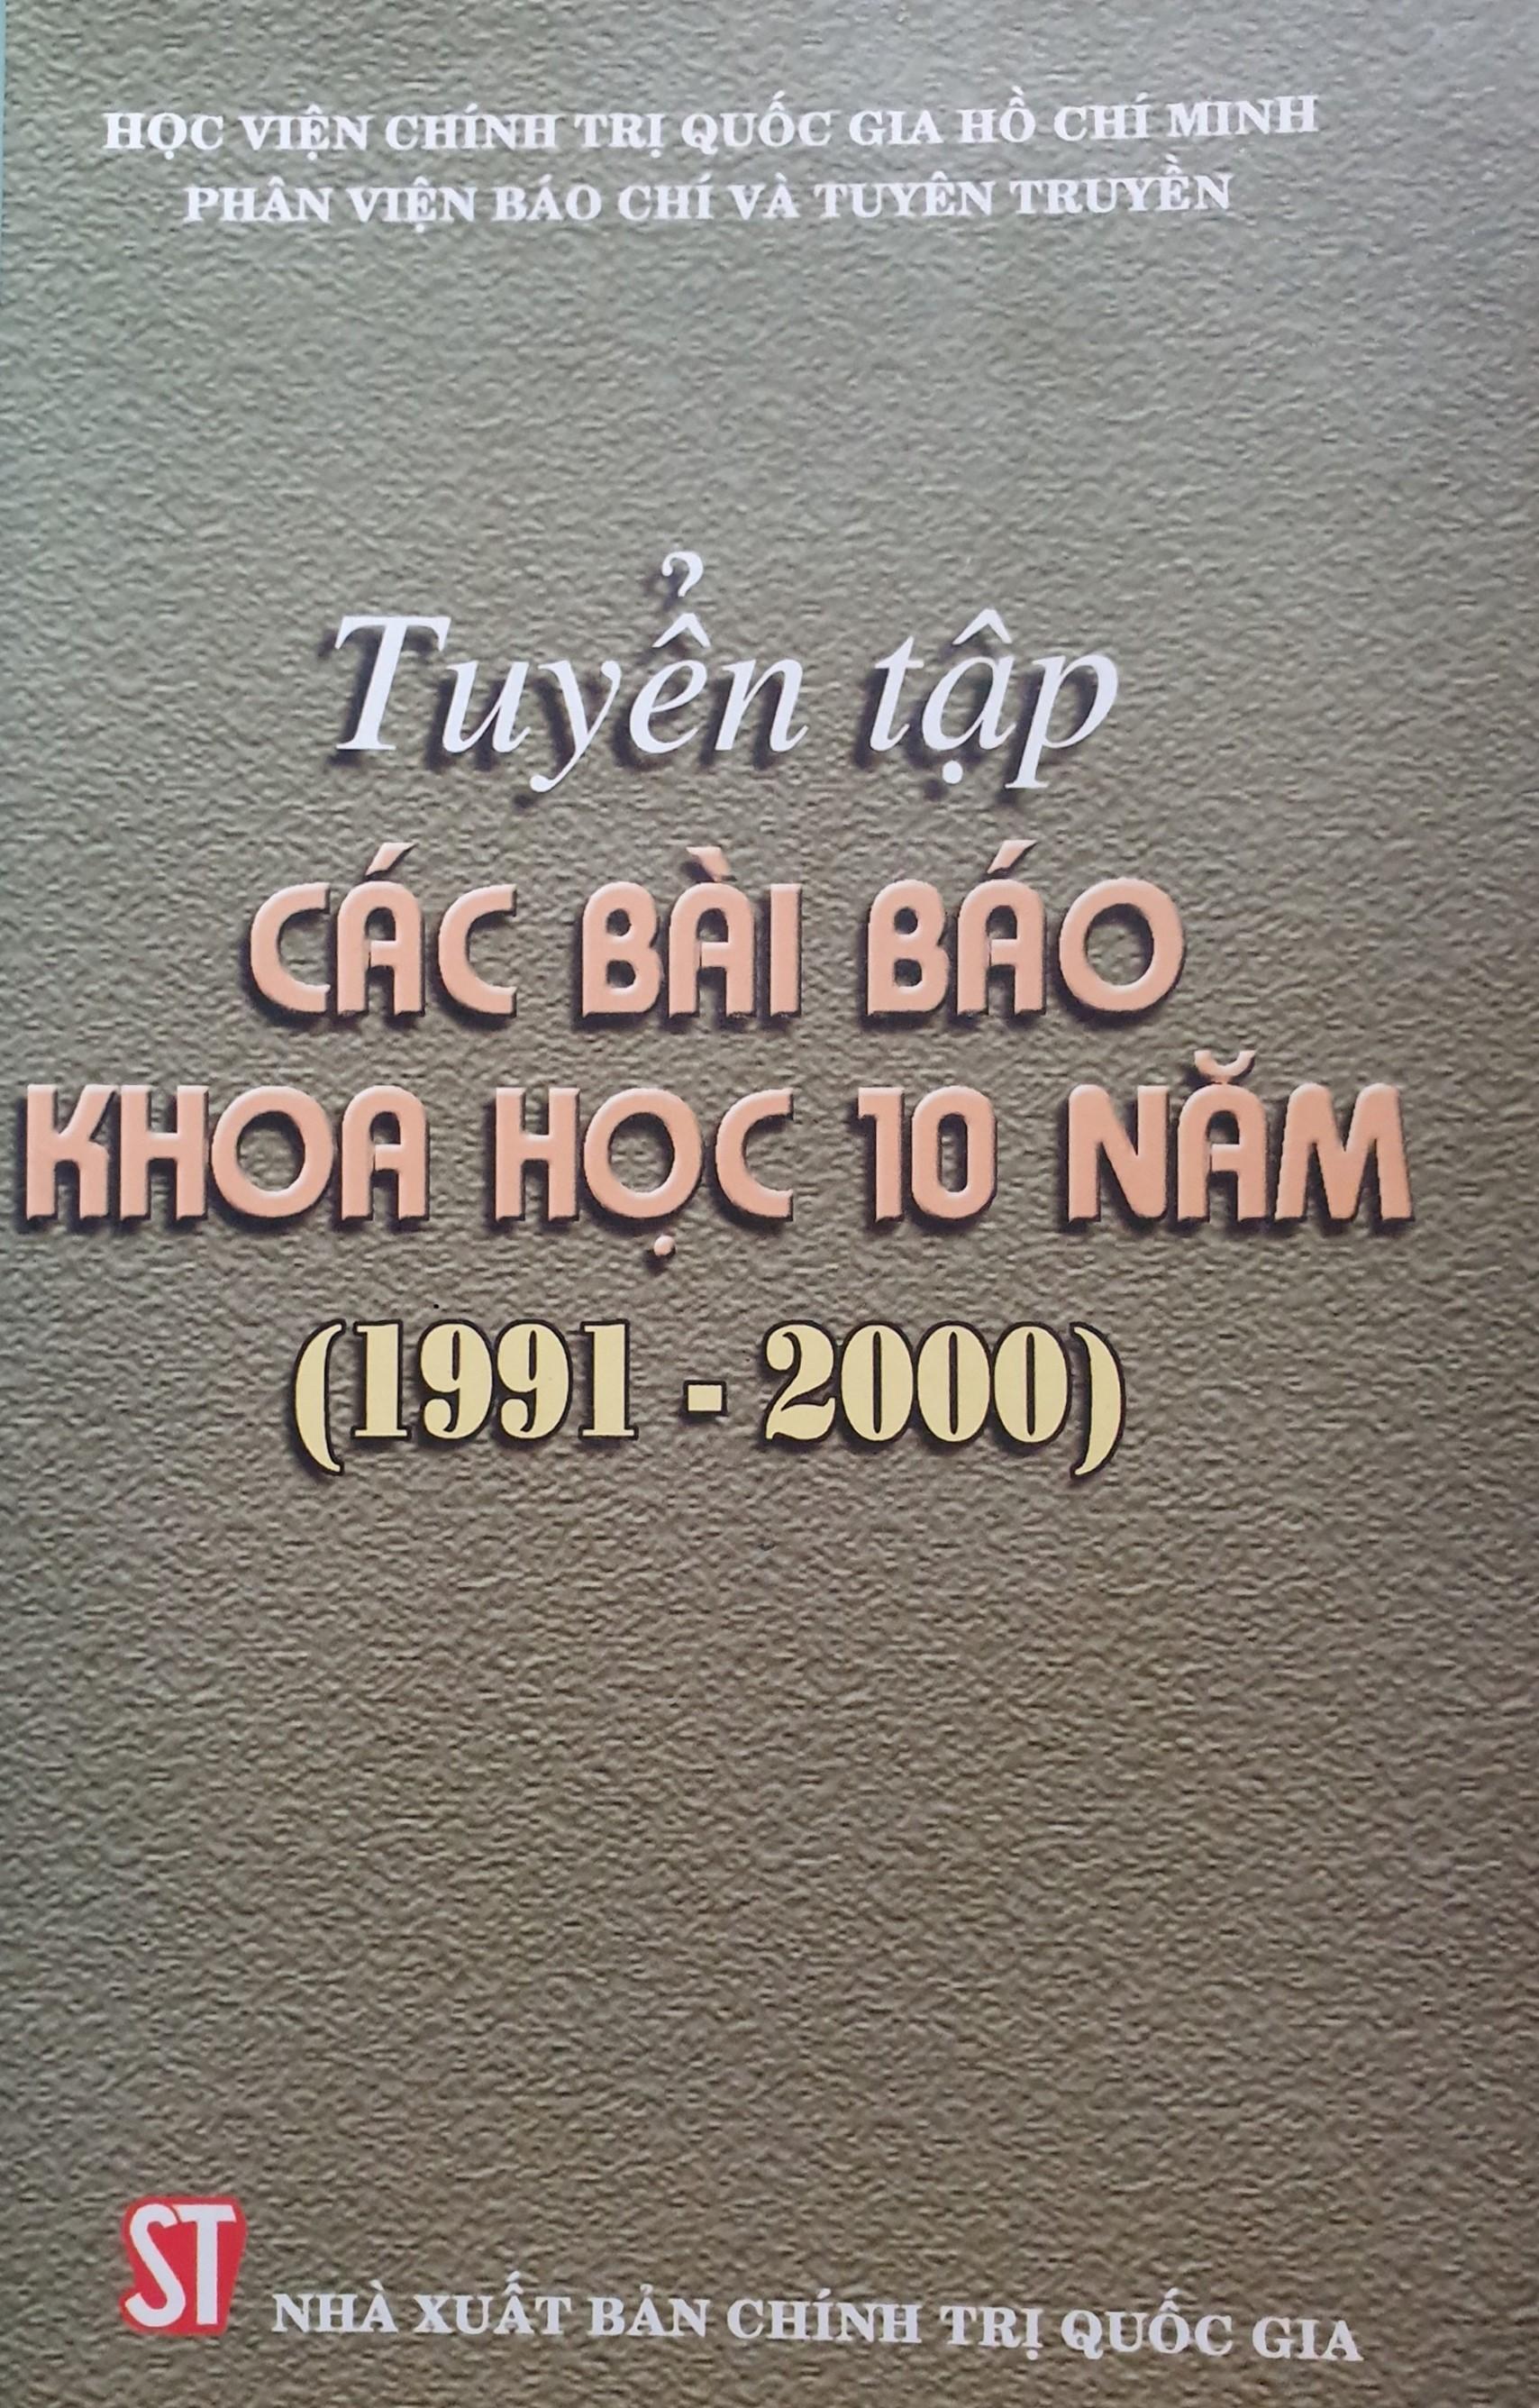 HỌC VIỆN CHÍNH TRỊ QUỐC GIA HỒ CHÍ MINH
PHÂN VIỆN BÁO CHÍ VÀ TUYÊN TRUYỀN
Tuyển tập
CÁC BÀI BÁO
KHOA HỌC 10 NĂM
(1991 - 2000)
ST
NHÀ XUẤT BẢN CHÍNH TRỊ QUỐC GIA